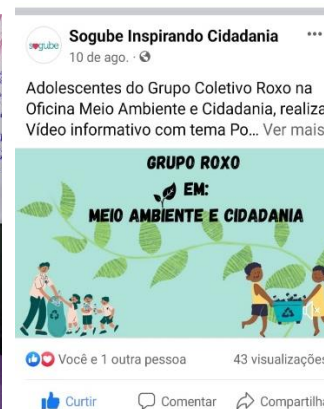 sogube
Sogube Inspirando Cidadania
10 de ago.
Adolescentes do Grupo Coletivo Roxo na
Oficina Meio Ambiente e Cidadania, realiza
Vídeo informativo com tema Po... Ver mais
GRUPO ROXO
EM:
MEIO AMBIENTE E CIDADANIA
Você e 1 outra pessoa
43 visualizações
Curtir
Comentar
Compartilha